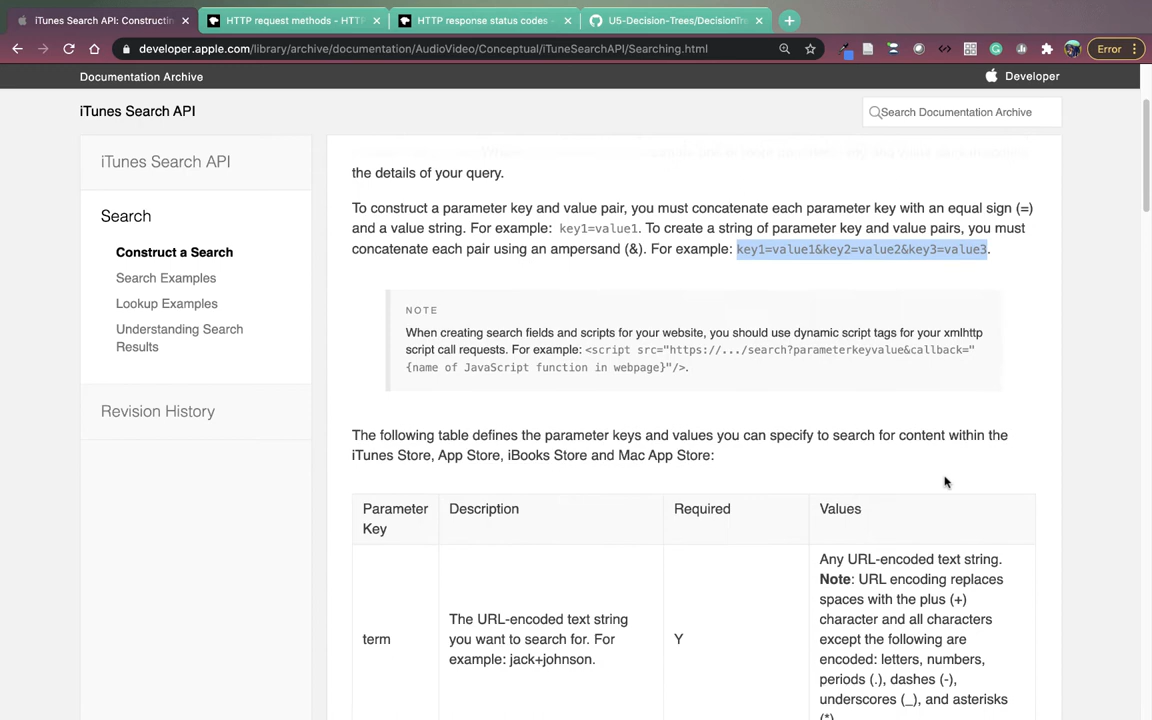 iTunes Search API: Constructin
HTTP request methods - HTTP
HTTP response status codes
U5-Decision-Trees/DecisionTre
developer.apple.com/library/archive/documentation/AudioVideo/Conceptual/iTuneSearchAPI/Searching.html
Error
Documentation Archive
Developer
iTunes Search API
Search Documentation Archive
iTunes Search API
Search
Construct a Search
Search Examples
Lookup Examples
Understanding Search
Results
Revision History
the details of your query.
To construct a parameter key and value pair, you must concatenate each parameter key with an equal sign (=)
and a value string. For example: key1=value1. To create a string of parameter key and value pairs, you must
concatenate each pair using an ampersand (&). For example: key1=value1&key2=value2&key3=value3.
NOTE
When creating search fields and scripts for your website, you should use dynamic script tags for your xmlhttp
script call requests. For example: <script src="https://.../search?parameterkeyvalue&callback="
{name of JavaScript function in webpage}"/>.
The following table defines the parameter keys and values you can specify to search for content within the
iTunes Store, App Store, iBooks Store and Mac App Store:
Parameter
Key
Description
Required
Values
term
The URL-encoded text string
you want to search for. For
example: jack+johnson.
Y
Any URL-encoded text string.
Note: URL encoding replaces
spaces with the plus (+)
character and all characters
except the following are
encoded: letters, numbers,
periods (.), dashes (-),
underscores (_), and asterisks
(*).